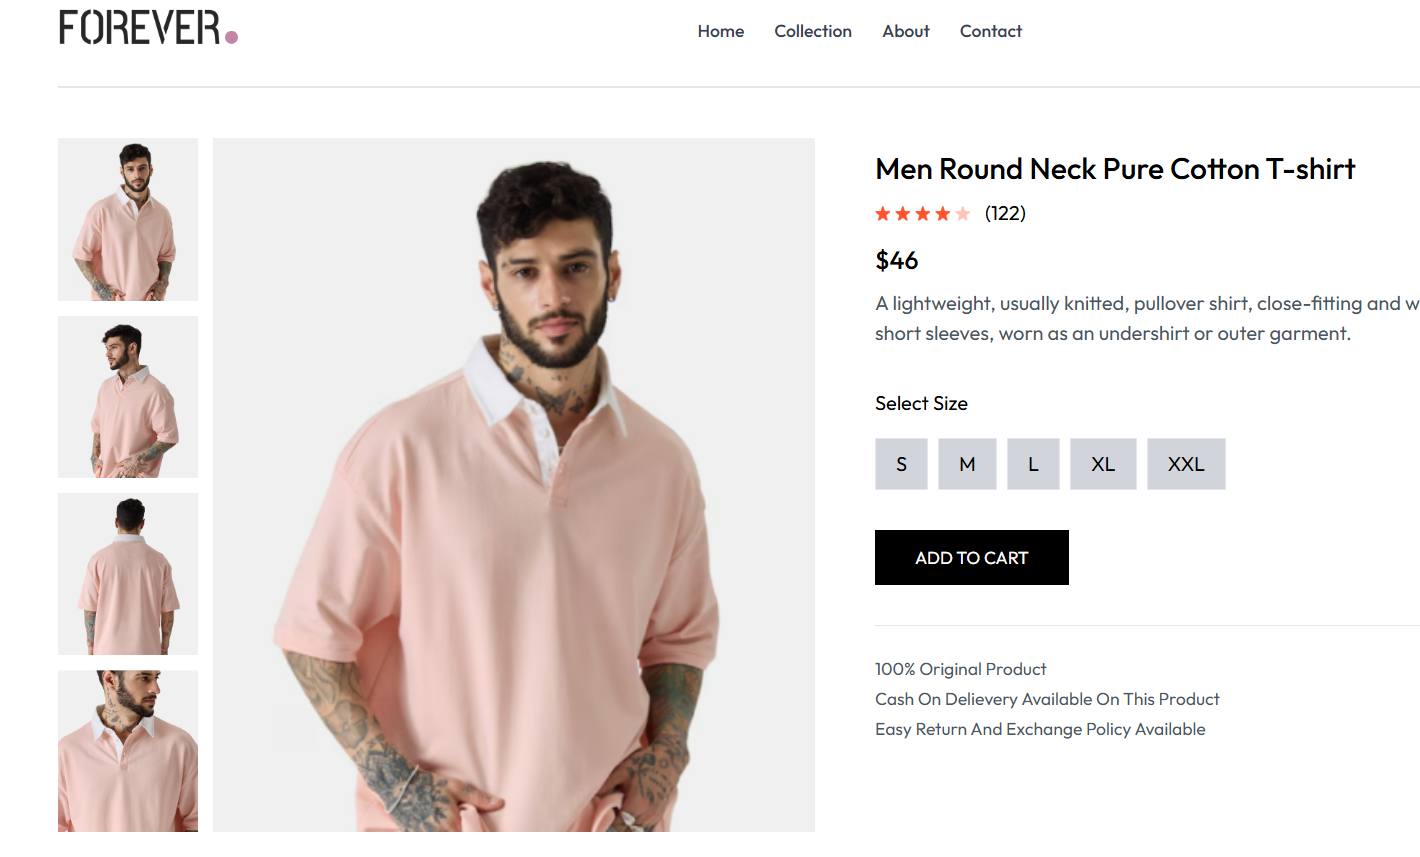 FOREVER.
Home Collection About Contact
Men Round Neck Pure Cotton T-shirt
(122)
$46
A lightweight, usually knitted, pullover shirt, close-fitting and
short sleeves, worn as an undershirt or outer garment.
Select Size
S M L XL XXL
ADD TO CART
100% Original Product
Cash On Delievery Available On This Product
Easy Return And Exchange Policy Available